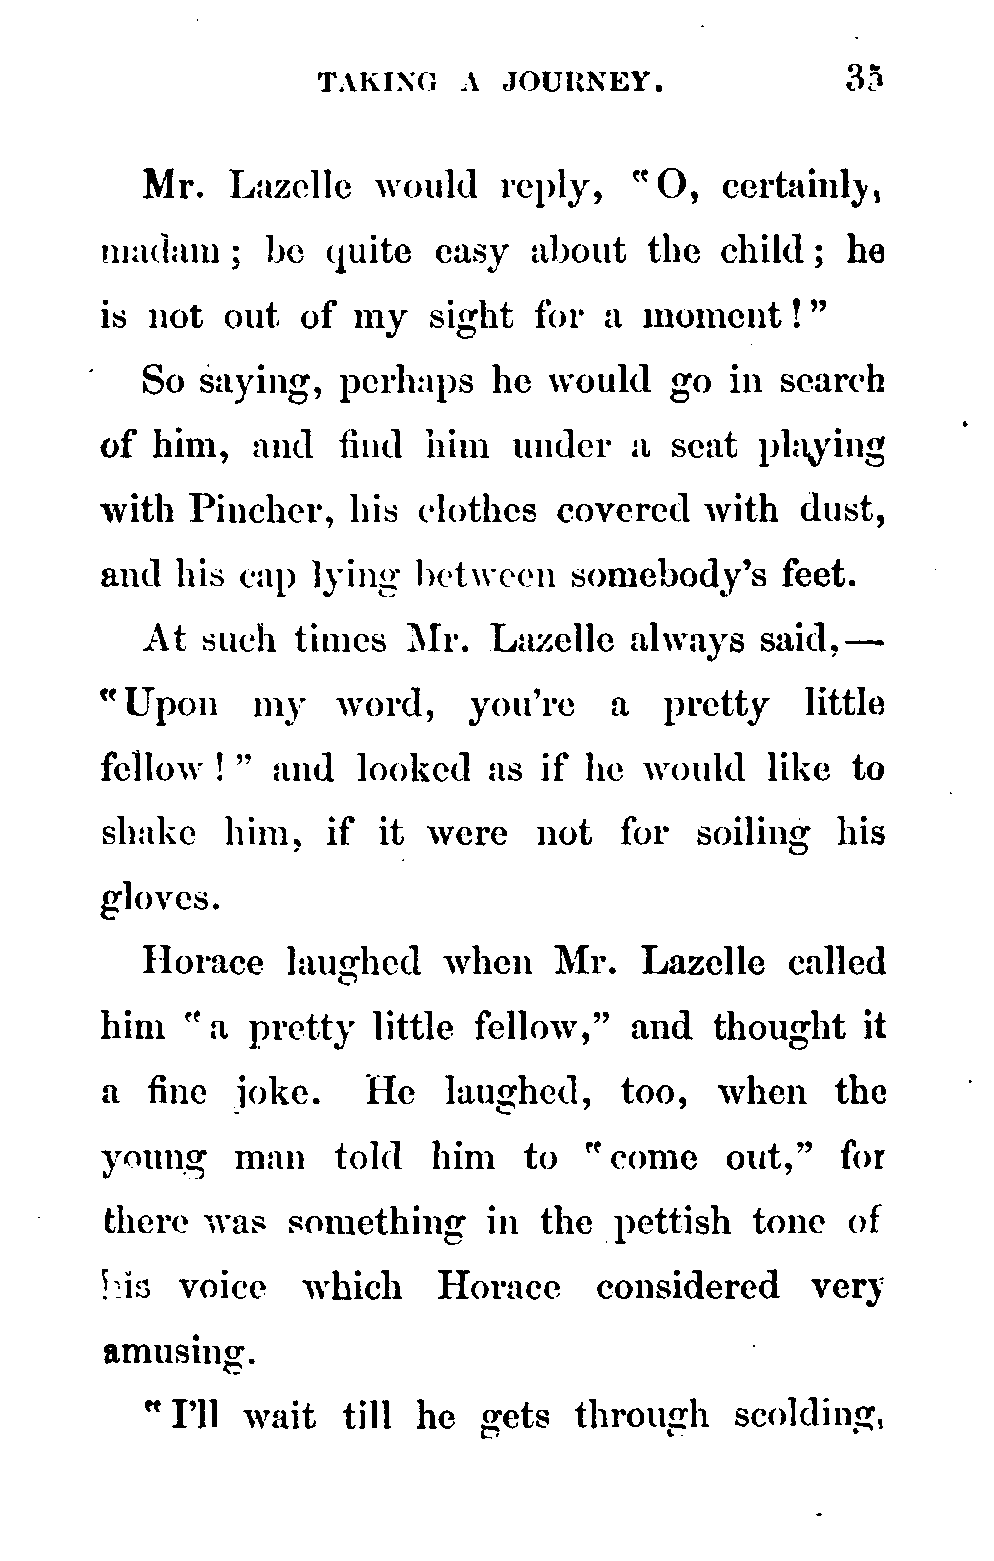 TAKING A JOURNEY. 35
Mr. Lazelle would reply, "O, certainly,
madam; be quite easy about the child; he
is not out of my sight for a moment!"
So saying, perhaps he would go in search
of him, and find him under a seat playing
with Pincher, his clothes covered with dust,
and his cap lying between somebody's feet.
At such times Mr. Lazelle always said,—
"Upon my word, you're a pretty little
fellow!" and looked as if he would like to
shake him, if it were not for soiling his
gloves.
Horace laughed when Mr. Lazelle called
him "a pretty little fellow," and thought it
a fine joke. He laughed, too, when the
young man told him to "come out," for
there was something in the pettish tone of
his voice which Horace considered very
amusing.
"I'll wait till he gets through scolding,